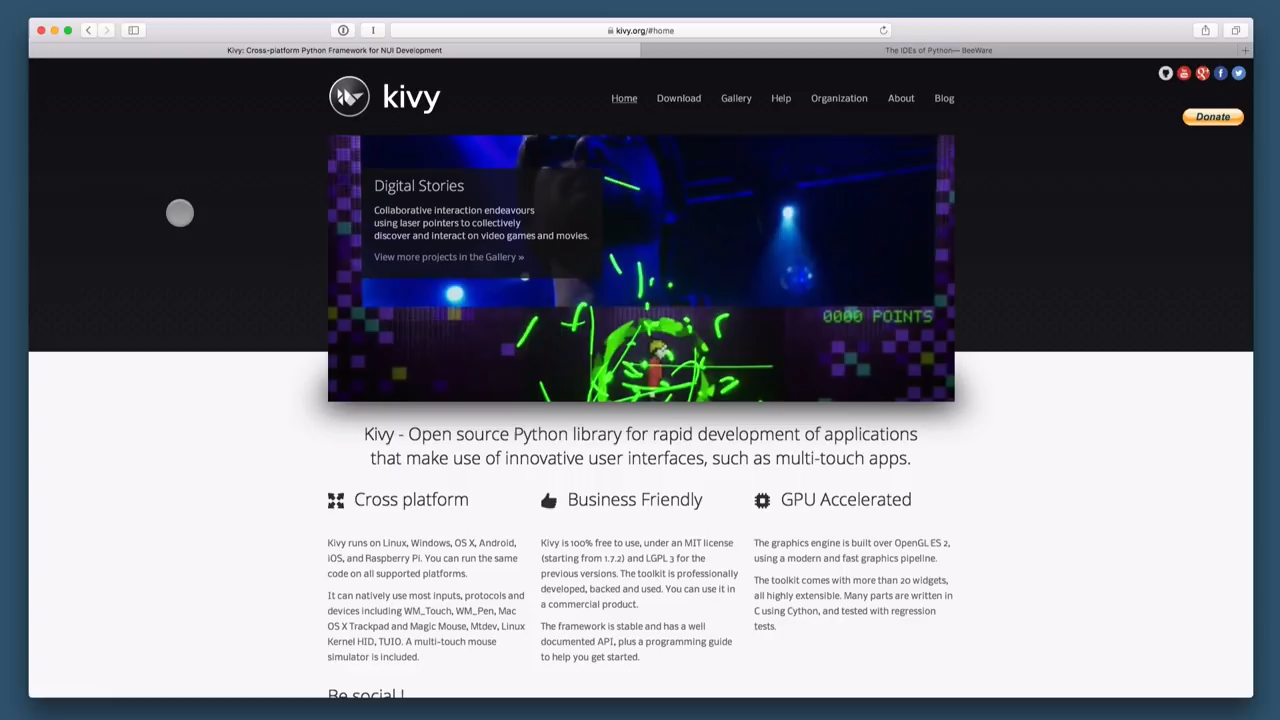 kivy.org/#home
Kivy: Cross-platform Python Framework for NUI Development
The IDEs of Python— BeeWare
kivy
Home Download Gallery Help Organization About Blog
Donate
Digital Stories
Collaborative interaction endeavours
using laser pointers to collectively
discover and interact on video games and movies.
View more projects in the Gallery »
0000 POINTS
Kivy - Open source Python library for rapid development of applications
that make use of innovative user interfaces, such as multi-touch apps.
Cross platform
Kivy runs on Linux, Windows, OS X, Android,
iOS, and Raspberry Pi. You can run the same
code on all supported platforms.
It can natively use most inputs, protocols and
devices including WM_Touch, WM_Pen, Mac
OS X Trackpad and Magic Mouse, Mtdev, Linux
Kernel HID, TUIO. A multi-touch mouse
simulator is included.
Business Friendly
Kivy is 100% free to use, under an MIT license
(starting from 1.7.2) and LGPL 3 for the
previous versions. The toolkit is professionally
developed, backed and used. You can use it in
a commercial product.
The framework is stable and has a well
documented API, plus a programming guide
to help you get started.
GPU Accelerated
The graphics engine is built over OpenGL ES 2,
using a modern and fast graphics pipeline.
The toolkit comes with more than 20 widgets,
all highly extensible. Many parts are written in
C using Cython, and tested with regression
tests.
Be social !